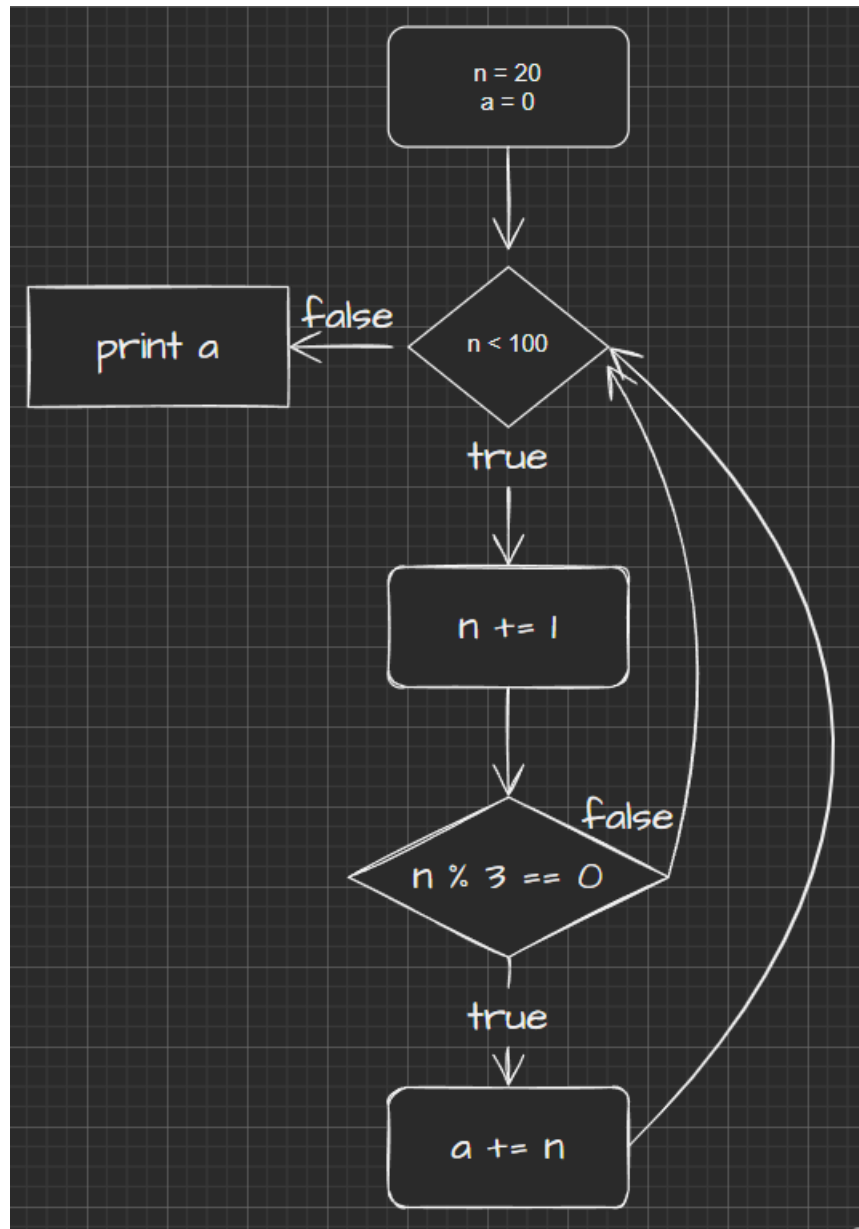 n = 20
a = 0
false
print a
n < 100
true
n += 1
false
n % 3 == 0
true
a += n